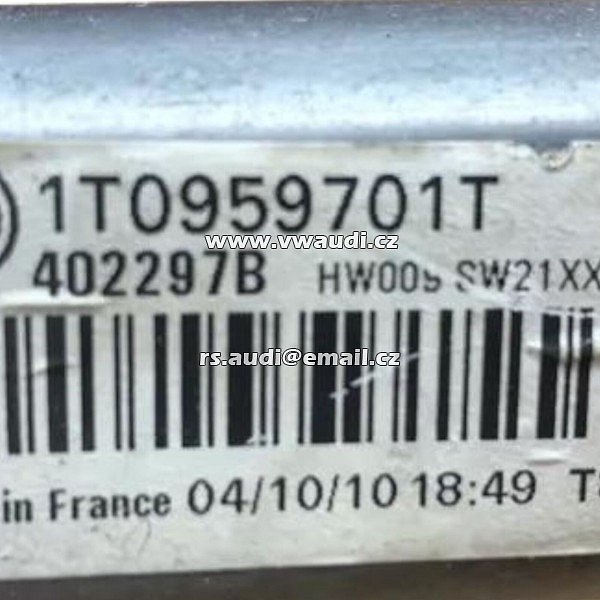 1T0959701T
www.vwaudi.cz
402297B HW005 SW21XX
rs.audi@email.cz
in France 04/10/10 18:49